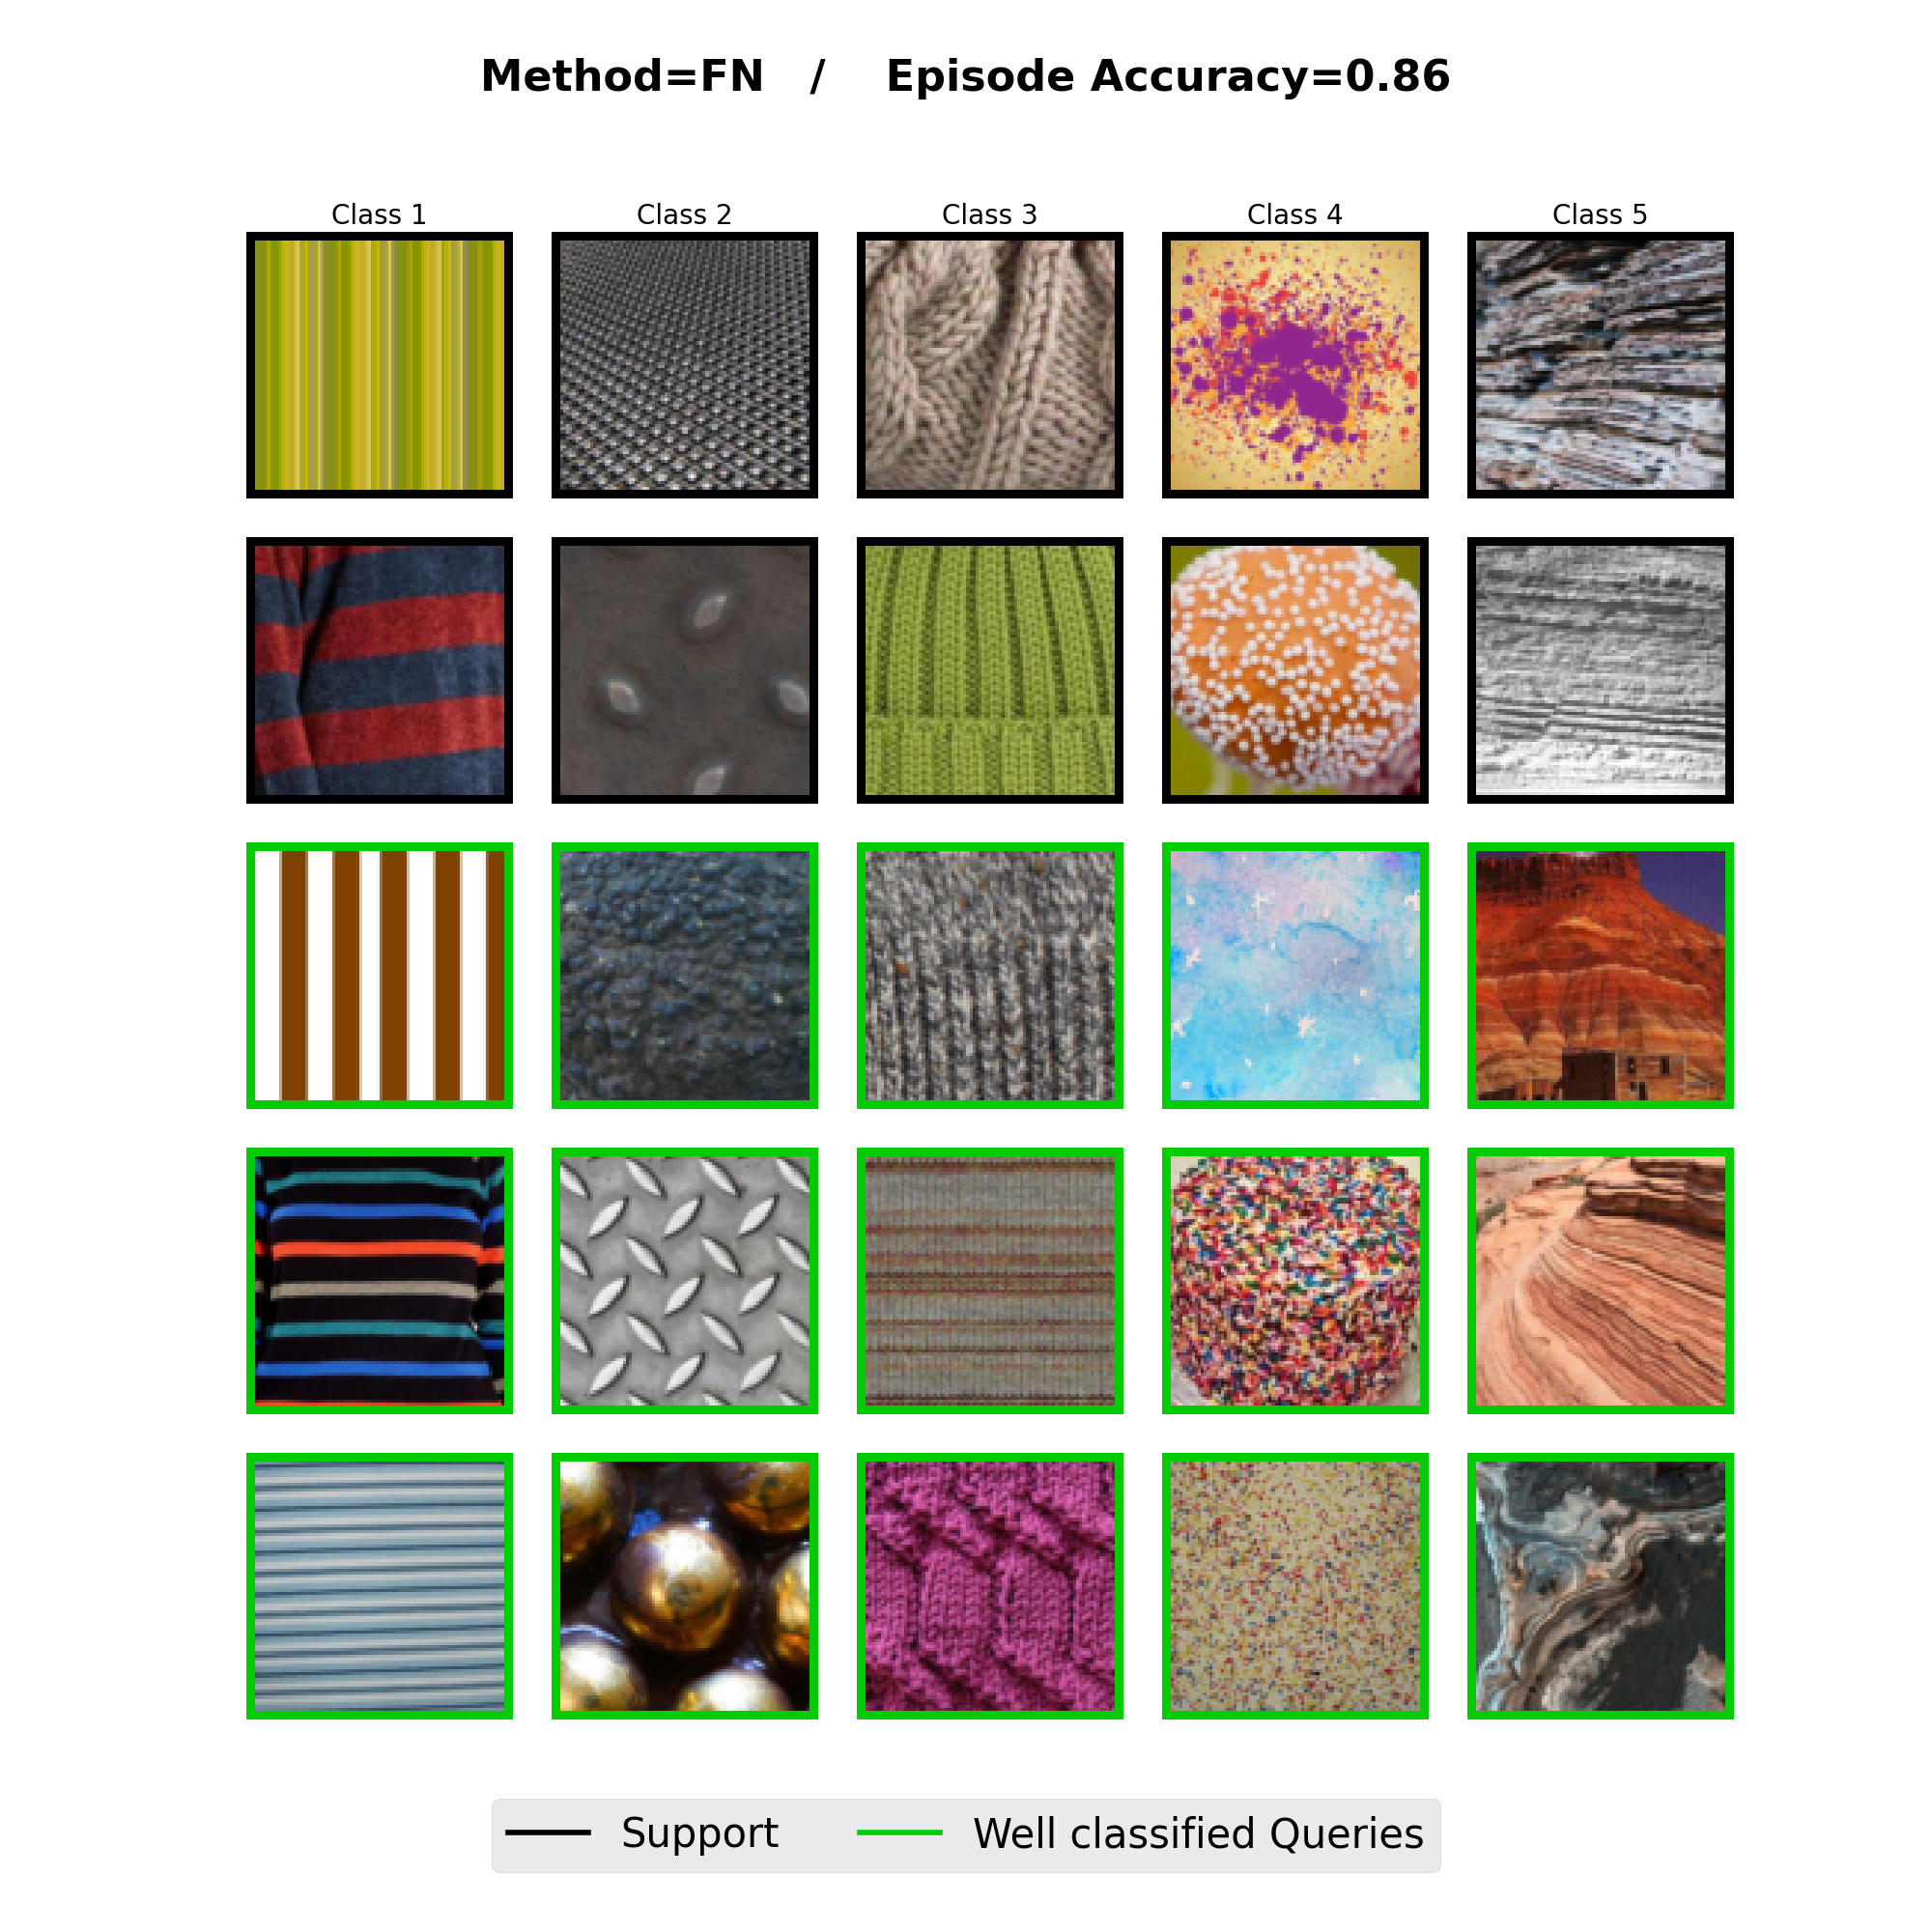 Method=FN / Episode Accuracy=0.86
Class 1 Class 2 Class 3 Class 4 Class 5
Support Well classified Queries